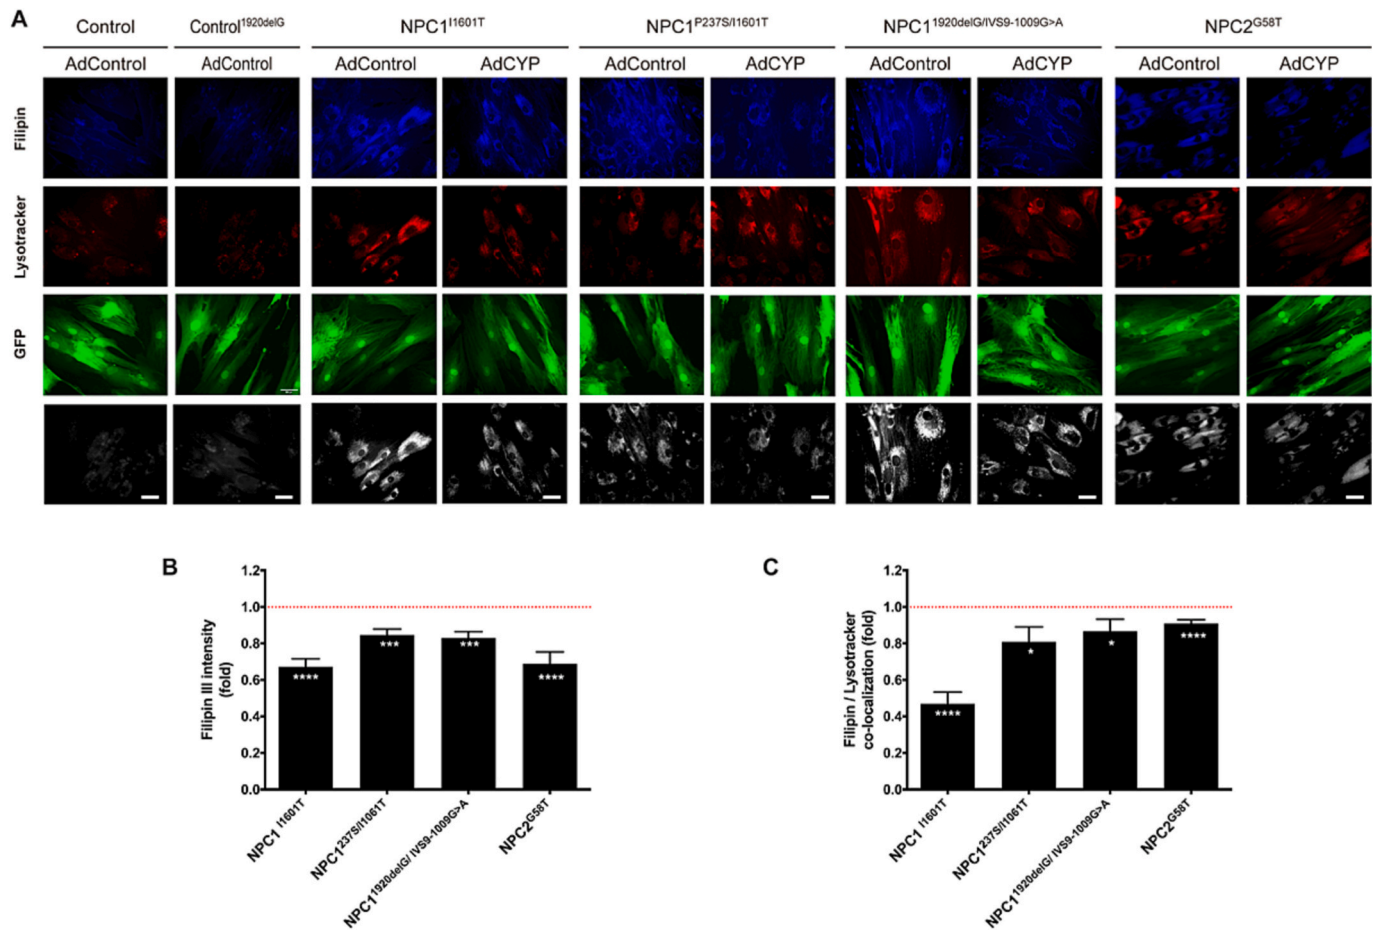 A
Control Control1920delG NPC1I1601T NPC1P237S/I1601T NPC11920delG/IVS9-1009G>A NPC2G58T
AdControl AdControl AdControl AdCYP AdControl AdCYP AdControl AdCYP AdControl AdCYP
Filipin
Lysotracker
GFP
B
Filipin III intensity
(fold)
1.2
1.0
0.8
0.6
0.4
0.2
0.0
****
***
***
****
NPC1 I1601T
NPC1237S/I1061T
NPC11920delG/ IVS9-1009G>A
NPC2G58T
C
Filipin / Lysotracker
co-localization (fold)
1.2
1.0
0.8
0.6
0.4
0.2
0.0
****
*
*
****
NPC1 I1601T
NPC1237S/I1061T
NPC11920delG/ IVS9-1009G>A
NPC2G58T